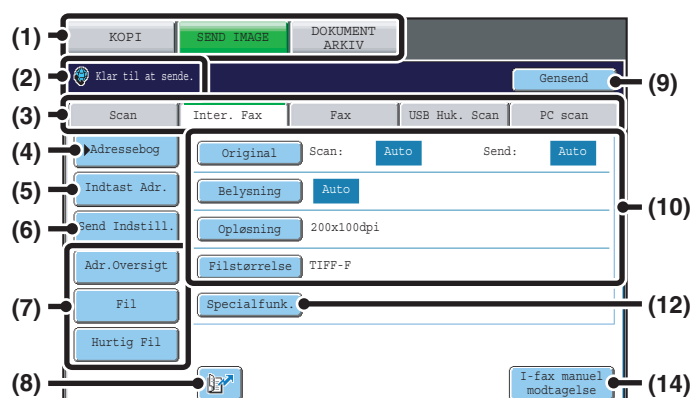 (1) KOPI SEND IMAGE DOKUMENT ARKIV
(2) Klar til at sende. Gensend (9)
(3) Scan Inter. Fax Fax USB Huk. Scan PC scan
(4) Adressebog Original Scan: Auto Send: Auto
(5) Indtast Adr. Belysning Auto
(10)
(6) Send Indstill. Opløsning 200x100dpi
Adr.Oversigt Filstørrelse TIFF-F
(7) Fil Specialfunk. (12)
Hurtig Fil
(8) I-fax manuel modtagelse (14)